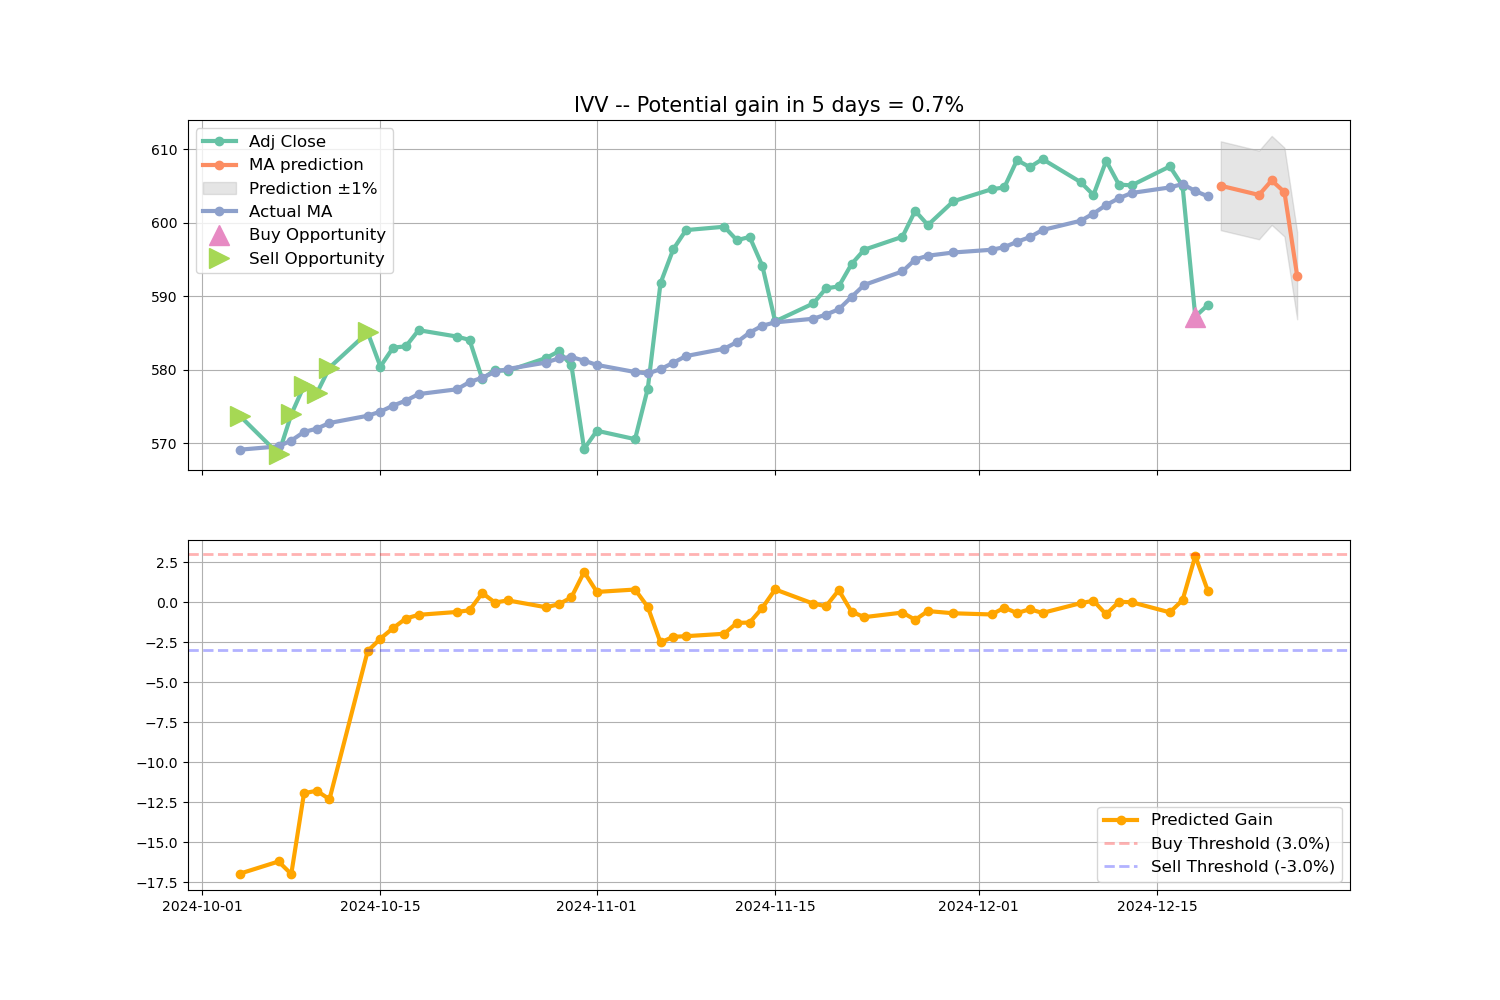 IVV -- Potential gain in 5 days = 0.7%
Adj Close
MA prediction
Prediction ±1%
Actual MA
Buy Opportunity
Sell Opportunity
610
600
590
580
570
2.5
0.0
−2.5
−5.0
−7.5
−10.0
−12.5
−15.0
−17.5
Predicted Gain
Buy Threshold (3.0%)
Sell Threshold (-3.0%)
2024-10-01 2024-10-15 2024-11-01 2024-11-15 2024-12-01 2024-12-15